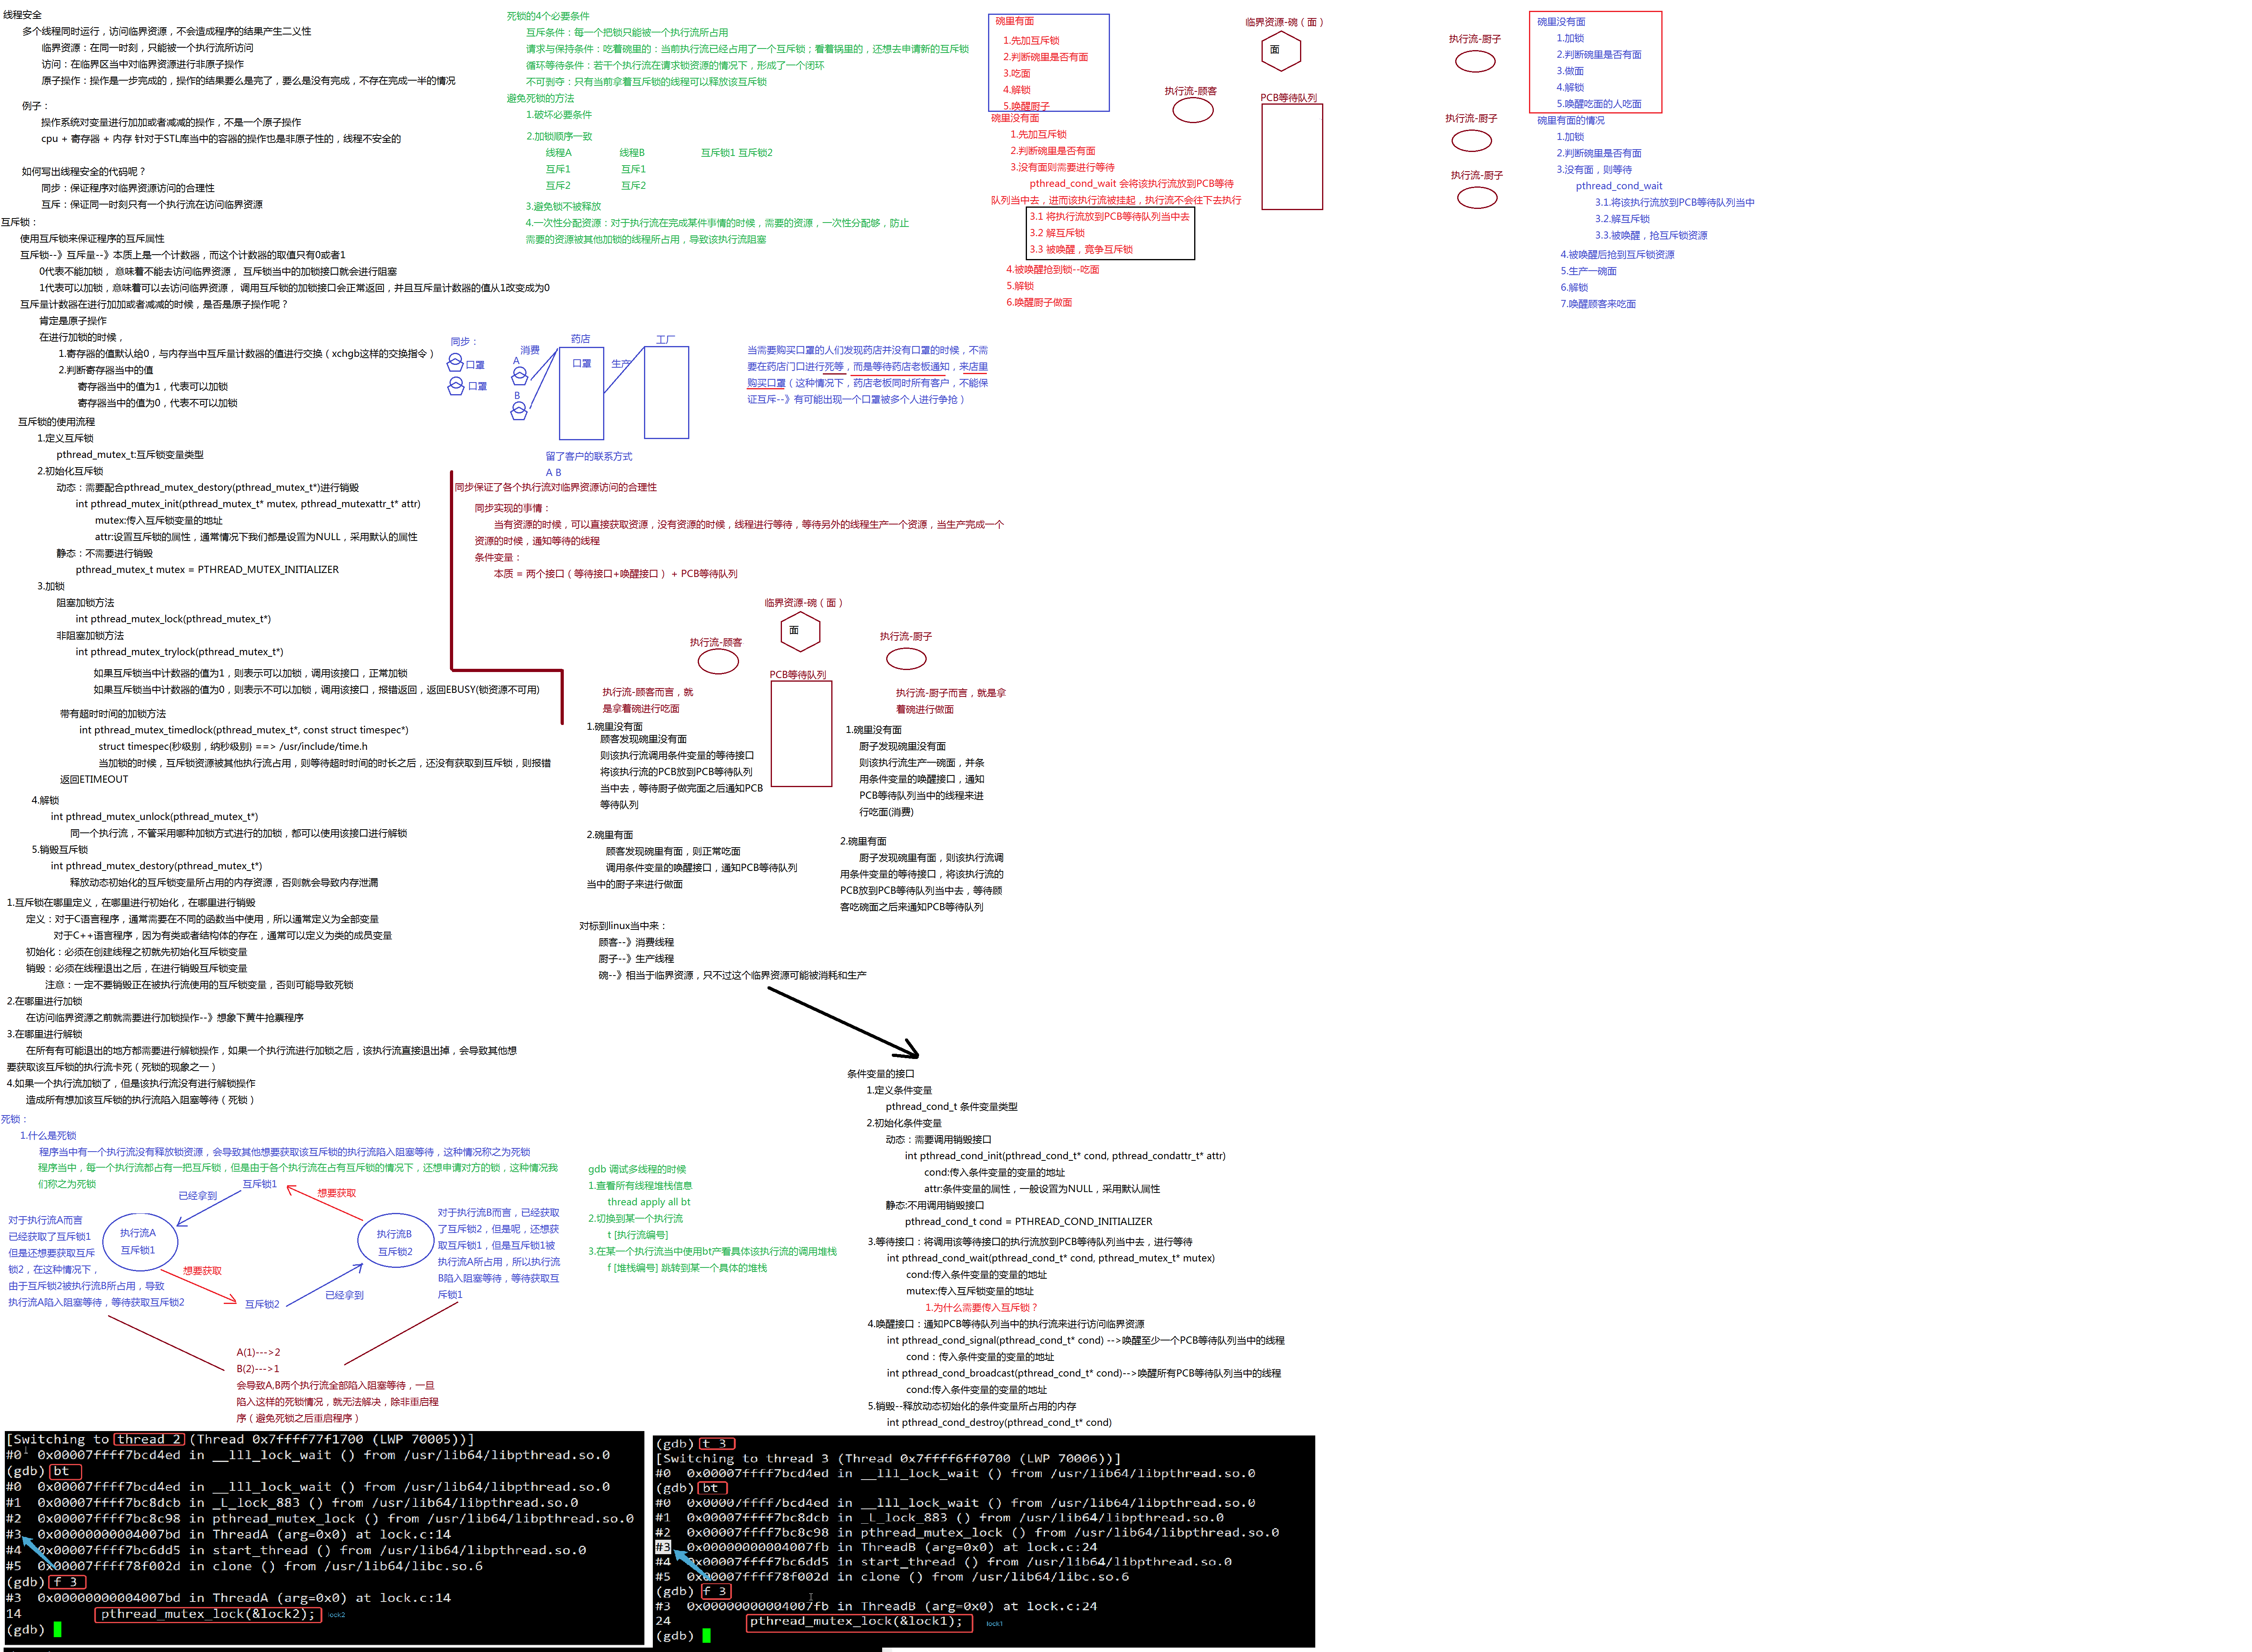 线程安全
多个线程同时运行，访问临界资源，不会造成程序的结果产生二义性
临界资源：在同一时刻，只能被一个执行流所访问
访问：在临界区当中对临界资源进行非原子操作
原子操作：操作是一步完成的，操作的结果要么是完了，要么是没有完成，不存在完成一半的情况
例子：
操作系统对变量进行加加或者减减的操作，不是一个原子操作
cpu + 寄存器 + 内存 针对于STL库当中的容器的操作也是非原子性的，线程不安全的
如何写出线程安全的代码呢？
同步：保证程序对临界资源访问的合理性
互斥：保证同一时刻只有一个执行流在访问临界资源
互斥锁：
使用互斥锁来保证程序的互斥属性
互斥锁--》互斥量--》本质上是一个计数器，而这个计数器的取值只有0或者1
0代表不能加锁，意味着不能去访问临界资源，互斥锁当中的加锁接口就会进行阻塞
1代表可以加锁，意味着可以去访问临界资源，调用互斥锁的加锁接口会正常返回，并且互斥量计数器的值从1改变成为0
互斥量计数器在进行加加或者减减的时候，是否是原子操作呢？
肯定是原子操作
在进行加锁的时候，
1.寄存器的值默认给0，与内存当中互斥量计数器的值进行交换（xchgb这样的交换指令）
2.判断寄存器当中的值
寄存器当中的值为1，代表可以加锁
寄存器当中的值为0，代表不可以加锁
互斥锁的使用流程
1.定义互斥锁
pthread_mutex_t:互斥锁变量类型
2.初始化互斥锁
动态：需要配合pthread_mutex_destory(pthread_mutex_t*)进行销毁
int pthread_mutex_init(pthread_mutex_t* mutex, pthread_mutexattr_t* attr)
mutex:传入互斥锁变量的地址
attr:设置互斥锁的属性，通常情况下我们都是设置为NULL，采用默认的属性
静态：不需要进行销毁
pthread_mutex_t mutex = PTHREAD_MUTEX_INITIALIZER
3.加锁
阻塞加锁方法
int pthread_mutex_lock(pthread_mutex_t*)
非阻塞加锁方法
int pthread_mutex_trylock(pthread_mutex_t*)
如果互斥锁当中计数器的值为1，则表示可以加锁，调用该接口，正常加锁
如果互斥锁当中计数器的值为0，则表示不可以加锁，调用该接口，报错返回，返回EBUSY(锁资源不可用)
带有超时时间的加锁方法
int pthread_mutex_timedlock(pthread_mutex_t*, const struct timespec*)
struct timespec(秒级别，纳秒级别) ==> /usr/include/time.h
当加锁的时候，互斥锁资源被其他执行流占用，则等待超时时间的时长之后，还没有获取到互斥锁，则报错
返回ETIMEOUT
4.解锁
int pthread_mutex_unlock(pthread_mutex_t*)
同一个执行流，不管采用哪种加锁方式进行的加锁，都可以使用该接口进行解锁
5.销毁互斥锁
int pthread_mutex_destory(pthread_mutex_t*)
释放动态初始化的互斥锁变量所占用的内存资源，否则就会导致内存泄漏
1.互斥锁在哪里定义，在哪里进行初始化，在哪里进行销毁
定义：对于C语言程序，通常需要在不同的函数当中使用，所以通常定义为全部变量
对于C++语言程序，因为有类或者结构体的存在，通常可以定义为类的成员变量
初始化：必须在创建线程之初就先初始化互斥锁变量
销毁：必须在线程退出之后，在进行销毁互斥锁变量
注意：一定不要销毁正在被执行流使用的互斥锁变量，否则可能导致死锁
2.在哪里进行加锁
在访问临界资源之前就需要进行加锁操作--》想象下黄牛抢票程序
3.在哪里进行解锁
在所有有可能退出的地方都需要进行解锁操作，如果一个执行流进行加锁之后，该执行流直接退出掉，会导致其他想
要获取该互斥锁的执行流卡死（死锁的现象之一）
4.如果一个执行流加锁了，但是该执行流没有进行解锁操作
造成所有想加该互斥锁的执行流陷入阻塞等待（死锁）
死锁：
1.什么是死锁
程序当中有一个执行流没有释放锁资源，会导致其他想要获取该互斥锁的执行流陷入阻塞等待，这种情况称之为死锁
程序当中，每一个执行流都占有一把互斥锁，但是由于各个执行流在占有互斥锁的情况下，还想申请对方的锁，这种情况我
们称之为死锁
互斥锁1
已经拿到
想要获取
对于执行流A而言
已经获取了互斥锁1
但是还想要获取互斥
锁2，在这种情况下，
由于互斥锁2被执行流B所占用，导致
执行流A陷入阻塞等待，等待获取互斥锁2
执行流A
互斥锁1
执行流B
互斥锁2
对于执行流B而言，已经获取
了互斥锁2，但是呢，还想获
取互斥锁1，但是互斥锁1被
执行流A所占用，所以执行流
B陷入阻塞等待，等待获取互
斥锁1
想要获取
互斥锁2
已经拿到
A(1)--->2
B(2)--->1
会导致A,B两个执行流全部陷入阻塞等待，一旦
陷入这样的死锁情况，就无法解决，除非重启程
序（避免死锁之后重启程序）
死锁的4个必要条件
互斥条件：每一个把锁只能被一个执行流所占用
请求与保持条件：吃着碗里的：当前执行流已经占用了一个互斥锁；看着锅里的，还想去申请新的互斥锁
循环等待条件：若干个执行流在请求锁资源的情况下，形成了一个闭环
不可剥夺：只有当前拿着互斥锁的线程可以释放该互斥锁
避免死锁的方法
1.破坏必要条件
2.加锁顺序一致
线程A 线程B 互斥锁1 互斥锁2
互斥1 互斥1
互斥2 互斥2
3.避免锁不被释放
4.一次性分配资源：对于执行流在完成某件事情的时候，需要的资源，一次性分配够，防止
需要的资源被其他加锁的线程所占用，导致该执行流阻塞
同步：
口罩
口罩
消费
A
B
药店
口罩
生产
工厂
留了客户的联系方式
A B
当需要购买口罩的人们发现药店并没有口罩的时候，不需
要在药店门口进行死等，而是等待药店老板通知，来店里
购买口罩（这种情况下，药店老板同时所有客户，不能保
证互斥--》有可能出现一个口罩被多个人进行争抢）
同步保证了各个执行流对临界资源访问的合理性
同步实现的事情：
当有资源的时候，可以直接获取资源，没有资源的时候，线程进行等待，等待另外的线程生产一个资源，当生产完成一个
资源的时候，通知等待的线程
条件变量：
本质 = 两个接口（等待接口+唤醒接口） + PCB等待队列
临界资源-碗（面）
面
执行流-顾客
执行流-厨子
PCB等待队列
执行流-顾客而言，就
是拿着碗进行吃面
1.碗里没有面
顾客发现碗里没有面
则该执行流调用条件变量的等待接口
将该执行流的PCB放到PCB等待队列
当中去，等待厨子做完面之后通知PCB
等待队列
2.碗里有面
顾客发现碗里有面，则正常吃面
调用条件变量的唤醒接口，通知PCB等待队列
当中的厨子来进行做面
执行流-厨子而言，就是拿
着碗进行做面
1.碗里没有面
厨子发现碗里没有面
则该执行流生产一碗面，并条
用条件变量的唤醒接口，通知
PCB等待队列当中的线程来进
行吃面(消费)
2.碗里有面
厨子发现碗里有面，则该执行流调
用条件变量的等待接口，将该执行流的
PCB放到PCB等待队列当中去，等待顾
客吃碗面之后来通知PCB等待队列
对标到linux当中来：
顾客--》消费线程
厨子--》生产线程
碗--》相当于临界资源，只不过这个临界资源可能被消耗和生产
条件变量的接口
1.定义条件变量
pthread_cond_t 条件变量类型
2.初始化条件变量
动态：需要调用销毁接口
int pthread_cond_init(pthread_cond_t* cond, pthread_condattr_t* attr)
cond:传入条件变量的变量的地址
attr:条件变量的属性，一般设置为NULL，采用默认属性
静态:不用调用销毁接口
pthread_cond_t cond = PTHREAD_COND_INITIALIZER
3.等待接口：将调用该等待接口的执行流放到PCB等待队列当中去，进行等待
int pthread_cond_wait(pthread_cond_t* cond, pthread_mutex_t* mutex)
cond:传入条件变量的变量的地址
mutex:传入互斥锁变量的地址
1.为什么需要传入互斥锁？
4.唤醒接口：通知PCB等待队列当中的执行流来进行访问临界资源
int pthread_cond_signal(pthread_cond_t* cond) -->唤醒至少一个PCB等待队列当中的线程
cond：传入条件变量的变量的地址
int pthread_cond_broadcast(pthread_cond_t* cond)-->唤醒所有PCB等待队列当中的线程
cond:传入条件变量的变量的地址
5.销毁--释放动态初始化的条件变量所占用的内存
int pthread_cond_destroy(pthread_cond_t* cond)
gdb 调试多线程的时候
1.查看所有线程堆栈信息
thread apply all bt
2.切换到某一个执行流
t [执行流编号]
3.在某一个执行流当中使用bt产看具体该执行流的调用堆栈
f [堆栈编号] 跳转到某一个具体的堆栈
碗里有面
1.先加互斥锁
2.判断碗里是否有面
3.吃面
4.解锁
5.唤醒厨子
碗里没有面
1.先加互斥锁
2.判断碗里是否有面
3.没有面则需要进行等待
pthread_cond_wait 会将该执行流放到PCB等待
队列当中去，进而该执行流被挂起，执行流不会往下去执行
3.1 将执行流放到PCB等待队列当中去
3.2 解互斥锁
3.3 被唤醒，竞争互斥锁
4.被唤醒抢到锁--吃面
5.解锁
6.唤醒厨子做面
临界资源-碗（面）
面
执行流-顾客
PCB等待队列
执行流-厨子
执行流-厨子
执行流-厨子
碗里没有面
1.加锁
2.判断碗里是否有面
3.做面
4.解锁
5.唤醒吃面的人吃面
碗里有面的情况
1.加锁
2.判断碗里是否有面
3.没有面，则等待
pthread_cond_wait
3.1.将该执行流放到PCB等待队列当中
3.2.解互斥锁
3.3.被唤醒，抢互斥锁资源
4.被唤醒后抢到互斥锁资源
5.生产一碗面
6.解锁
7.唤醒顾客来吃面
[Switching to thread 2 (Thread 0x7ffff77f1700 (LWP 70005))]
#0 0x00007ffff7bcd4ed in __lll_lock_wait () from /usr/lib64/libpthread.so.0
(gdb) bt
#0 0x00007ffff7bcd4ed in __lll_lock_wait () from /usr/lib64/libpthread.so.0
#1 0x00007ffff7bc8dcb in _L_lock_883 () from /usr/lib64/libpthread.so.0
#2 0x00007ffff7bc8c98 in pthread_mutex_lock () from /usr/lib64/libpthread.so.0
#3 0x00000000004007bd in ThreadA (arg=0x0) at lock.c:14
#4 0x00007ffff7bc6dd5 in start_thread () from /usr/lib64/libpthread.so.0
#5 0x00007ffff78f002d in clone () from /usr/lib64/libc.so.6
(gdb) f 3
#3 0x00000000004007bd in ThreadA (arg=0x0) at lock.c:14
14 pthread_mutex_lock(&lock2); lock2
(gdb)
(gdb) t 3
[Switching to thread 3 (Thread 0x7ffff6ff0700 (LWP 70006))]
#0 0x00007ffff7bcd4ed in __lll_lock_wait () from /usr/lib64/libpthread.so.0
(gdb) bt
#0 0x00007ffff7bcd4ed in __lll_lock_wait () from /usr/lib64/libpthread.so.0
#1 0x00007ffff7bc8dcb in _L_lock_883 () from /usr/lib64/libpthread.so.0
#2 0x00007ffff7bc8c98 in pthread_mutex_lock () from /usr/lib64/libpthread.so.0
#3 0x00000000004007fb in ThreadB (arg=0x0) at lock.c:24
#4 0x00007ffff7bc6dd5 in start_thread () from /usr/lib64/libpthread.so.0
#5 0x00007ffff78f002d in clone () from /usr/lib64/libc.so.6
(gdb) f 3
#3 0x00000000004007fb in ThreadB (arg=0x0) at lock.c:24
24 pthread_mutex_lock(&lock1); lock1
(gdb)